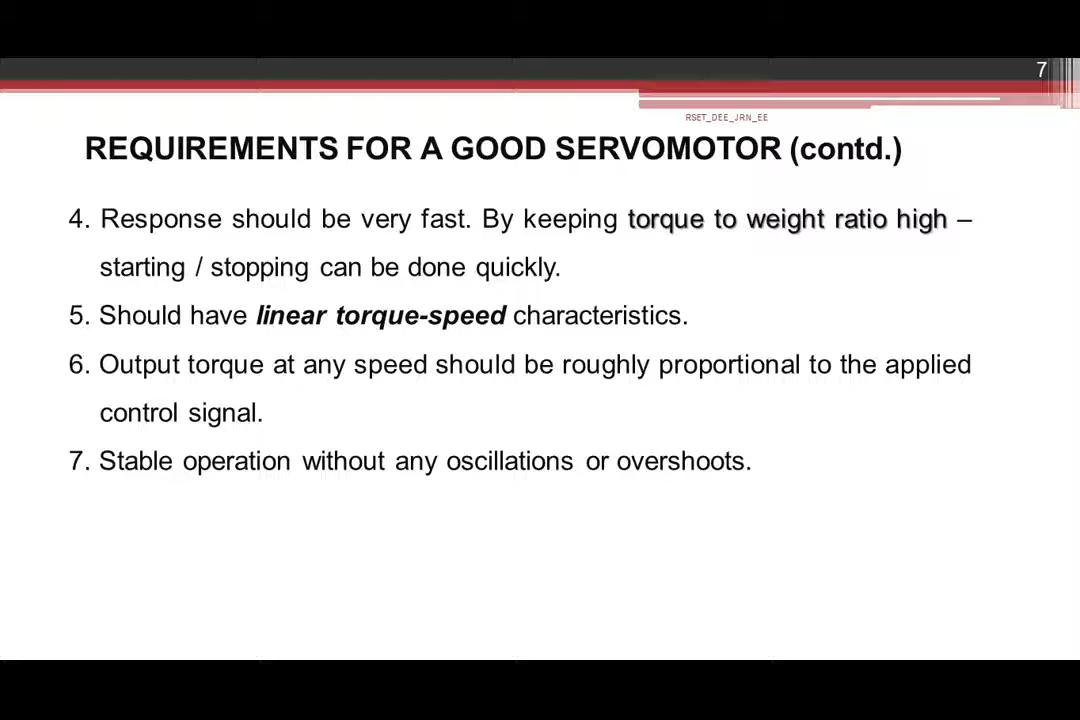 7
RSET_DEE_JRN_EE
REQUIREMENTS FOR A GOOD SERVOMOTOR (contd.)
4. Response should be very fast. By keeping torque to weight ratio high –
starting / stopping can be done quickly.
5. Should have linear torque-speed characteristics.
6. Output torque at any speed should be roughly proportional to the applied
control signal.
7. Stable operation without any oscillations or overshoots.